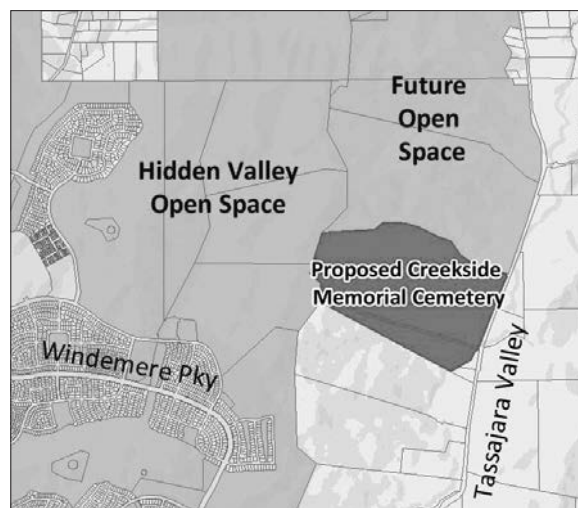 Future
Open
Space
Hidden Valley
Open Space
Proposed Creekside
Memorial Cemetery
Windemere Pky
Tassajara Valley